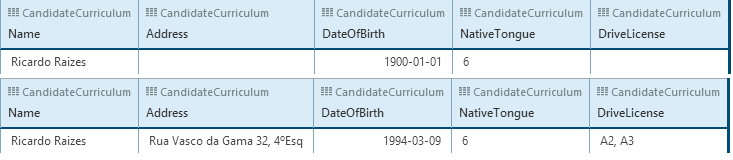 CandidateCurriculum CandidateCurriculum CandidateCurriculum CandidateCurriculum CandidateCurriculum
Name Address DateOfBirth NativeTongue DriveLicense
Ricardo Raizes 1900-01-01 6
CandidateCurriculum CandidateCurriculum CandidateCurriculum CandidateCurriculum CandidateCurriculum
Name Address DateOfBirth NativeTongue DriveLicense
Ricardo Raizes Rua Vasco da Gama 32, 4ºEsq 1994-03-09 6 A2, A3